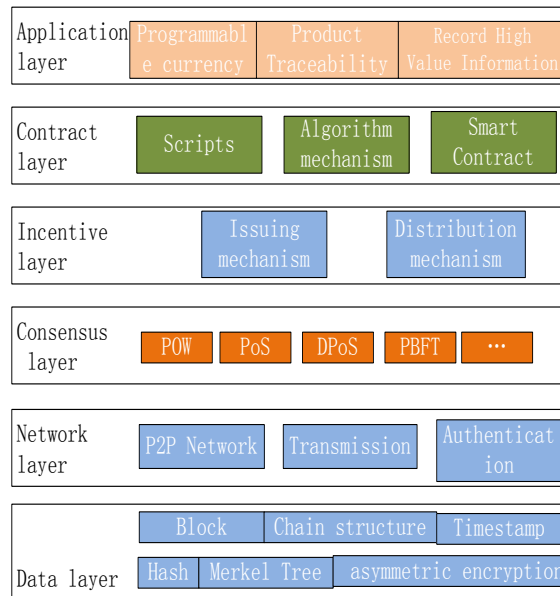 Application
layer
Programmabl
e currency
Product
Traceability
Record High
Value Information
Contract
layer
Scripts
Algorithm
mechanism
Smart
Contract
Incentive
layer
Issuing
mechanism
Distribution
mechanism
Consensus
layer
POW
PoS
DPoS
PBFT
…
Network
layer
P2P Network
Transmission
Authenticat
ion
Data layer
Block
Chain structure
Timestamp
Hash
Merkel Tree
asymmetric encryption